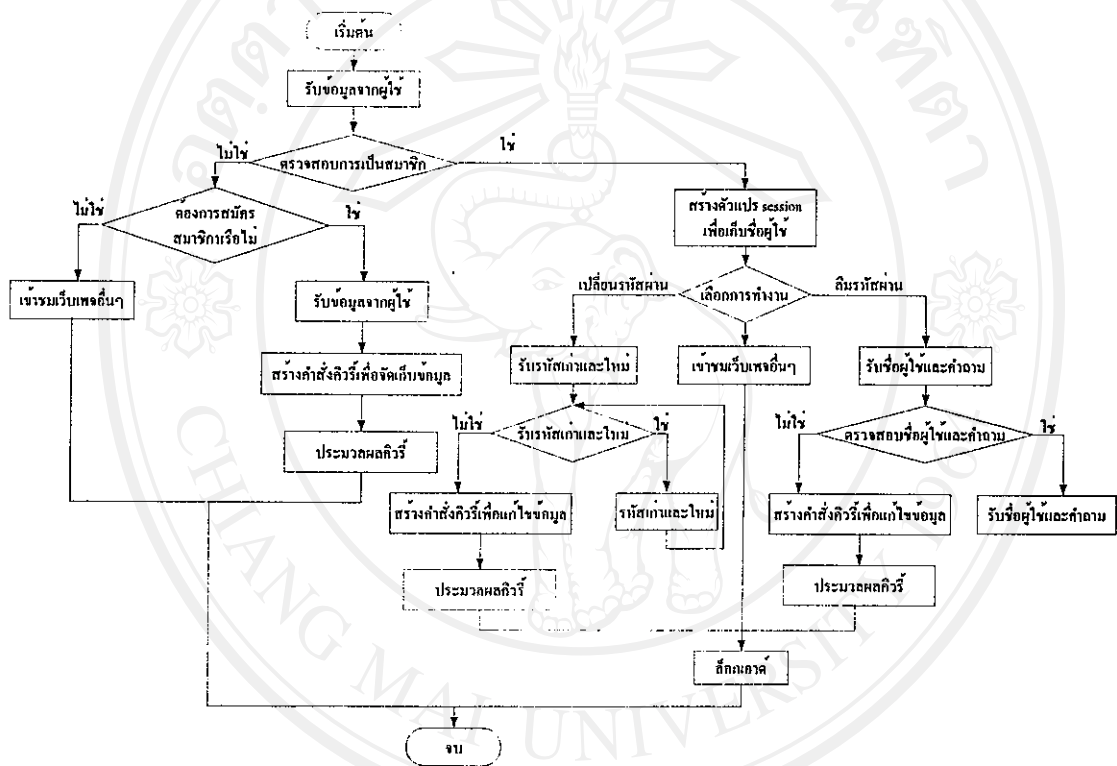 เริ่มต้น
รับข้อมูลจากผู้ใช้
ไม่ใช่
ตรวจสอบการเป็นสมาชิก
ใช่
ไม่ใช่
ต้องการสมัคร
สมาชิกหรือไม่
ใช่
สร้างตัวแปร session
เพื่อเก็บชื่อผู้ใช้
เข้าชมเว็บเพจอื่นๆ
รับข้อมูลจากผู้ใช้
เปลี่ยนรหัสผ่าน
เลือกการทำงาน
ลืมรหัสผ่าน
สร้างคำสั่งคิวรี้เพื่อจัดเก็บข้อมูล
รับรหัสเก่าและใหม่
เข้าชมเว็บเพจอื่นๆ
รับชื่อผู้ใช้และคำถาม
ประมวลผลคิวรี้
ไม่ใช่
รับรหัสเก่าและใหม่
ใช่
ไม่ใช่
ตรวจสอบชื่อผู้ใช้และคำถาม
ใช่
สร้างคำสั่งคิวรี้เพื่อแก้ไขข้อมูล
รหัสเก่าและใหม่
สร้างคำสั่งคิวรี้เพื่อแก้ไขข้อมูล
รับชื่อผู้ใช้และคำถาม
ประมวลผลคิวรี้
ประมวลผลคิวรี้
ล็อกเอาต์
จบ
CHIANG MAI UNIVERSITY